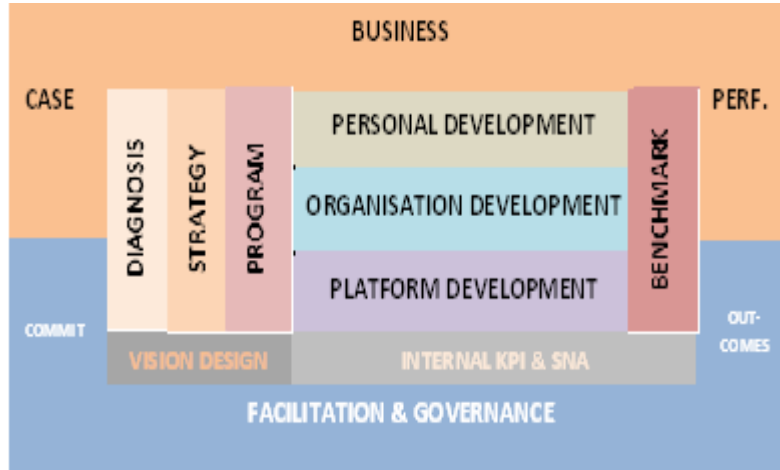 BUSINESS
CASE
PERF.
DIAGNOSIS
STRATEGY
PROGRAM
PERSONAL DEVELOPMENT
ORGANISATION DEVELOPMENT
PLATFORM DEVELOPMENT
BENCHMARK
COMMIT
OUT-
COMES
VISION DESIGN
INTERNAL KPI & SNA
FACILITATION & GOVERNANCE